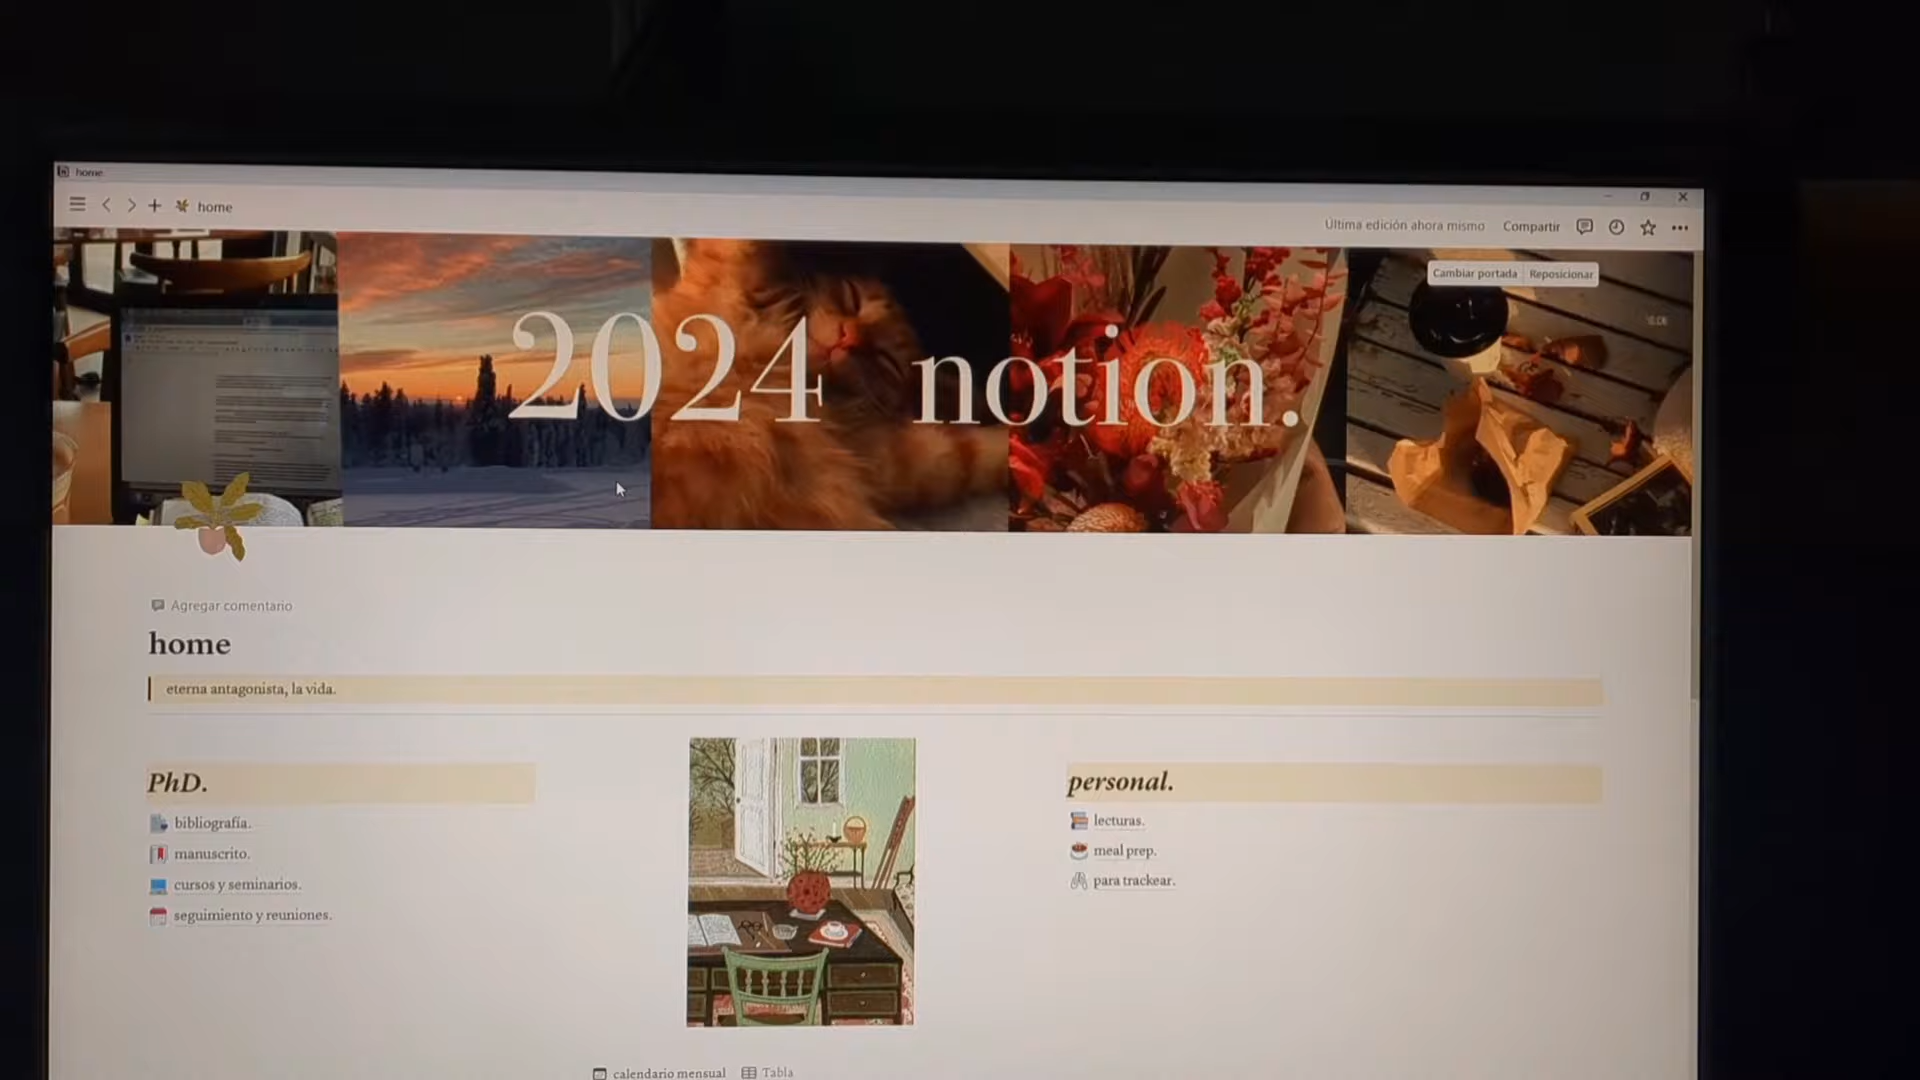 home
home
Última edición ahora mismo
Compartir
Cambiar portada
Reposicionar
2024 notion.
Agregar comentario
home
eterna antagonista, la vida.
PhD.
bibliografía.
manuscrito.
cursos y seminarios.
seguimiento y reuniones.
personal.
lecturas.
meal prep.
para trackear.
calendario mensual
Tabla